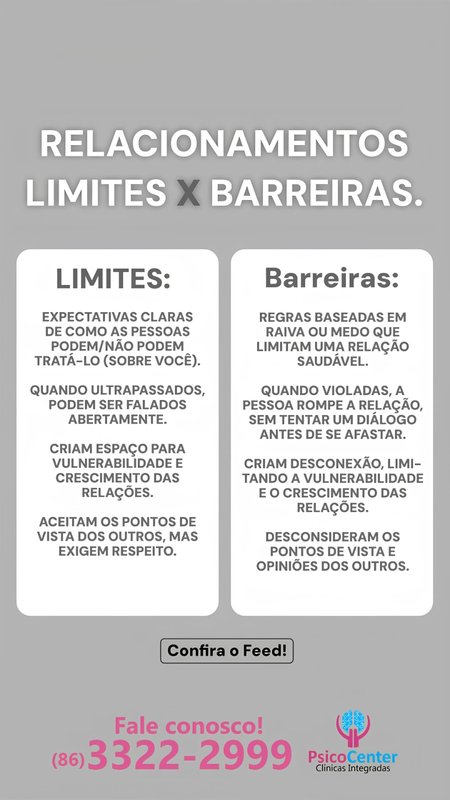 RELACIONAMENTOS
LIMITES X BARREIRAS.
LIMITES:
EXPECTATIVAS CLARAS
DE COMO AS PESSOAS
PODEM/NÃO PODEM
TRATÁ-LO (SOBRE VOCÊ).
QUANDO ULTRAPASSADOS,
PODEM SER FALADOS
ABERTAMENTE.
CRIAM ESPAÇO PARA
VULNERABILIDADE E
CRESCIMENTO DAS
RELAÇÕES.
ACEITAM OS PONTOS DE
VISTA DOS OUTROS, MAS
EXIGEM RESPEITO.
Barreiras:
REGRAS BASEADAS EM
RAIVA OU MEDO QUE
LIMITAM UMA RELAÇÃO
SAUDÁVEL.
QUANDO VIOLADAS, A
PESSOA ROMPE A RELAÇÃO,
SEM TENTAR UM DIÁLOGO
ANTES DE SE AFASTAR.
CRIAM DESCONEXÃO, LIMI-
TANDO A VULNERABILIDADE
E O CRESCIMENTO DAS
RELAÇÕES.
DESCONSIDERAM OS
PONTOS DE VISTA E
OPINIÕES DOS OUTROS.
Confira o Feed!
Fale conosco!
(86) 3322-2999
PsicoCenter
Clínicas Integradas